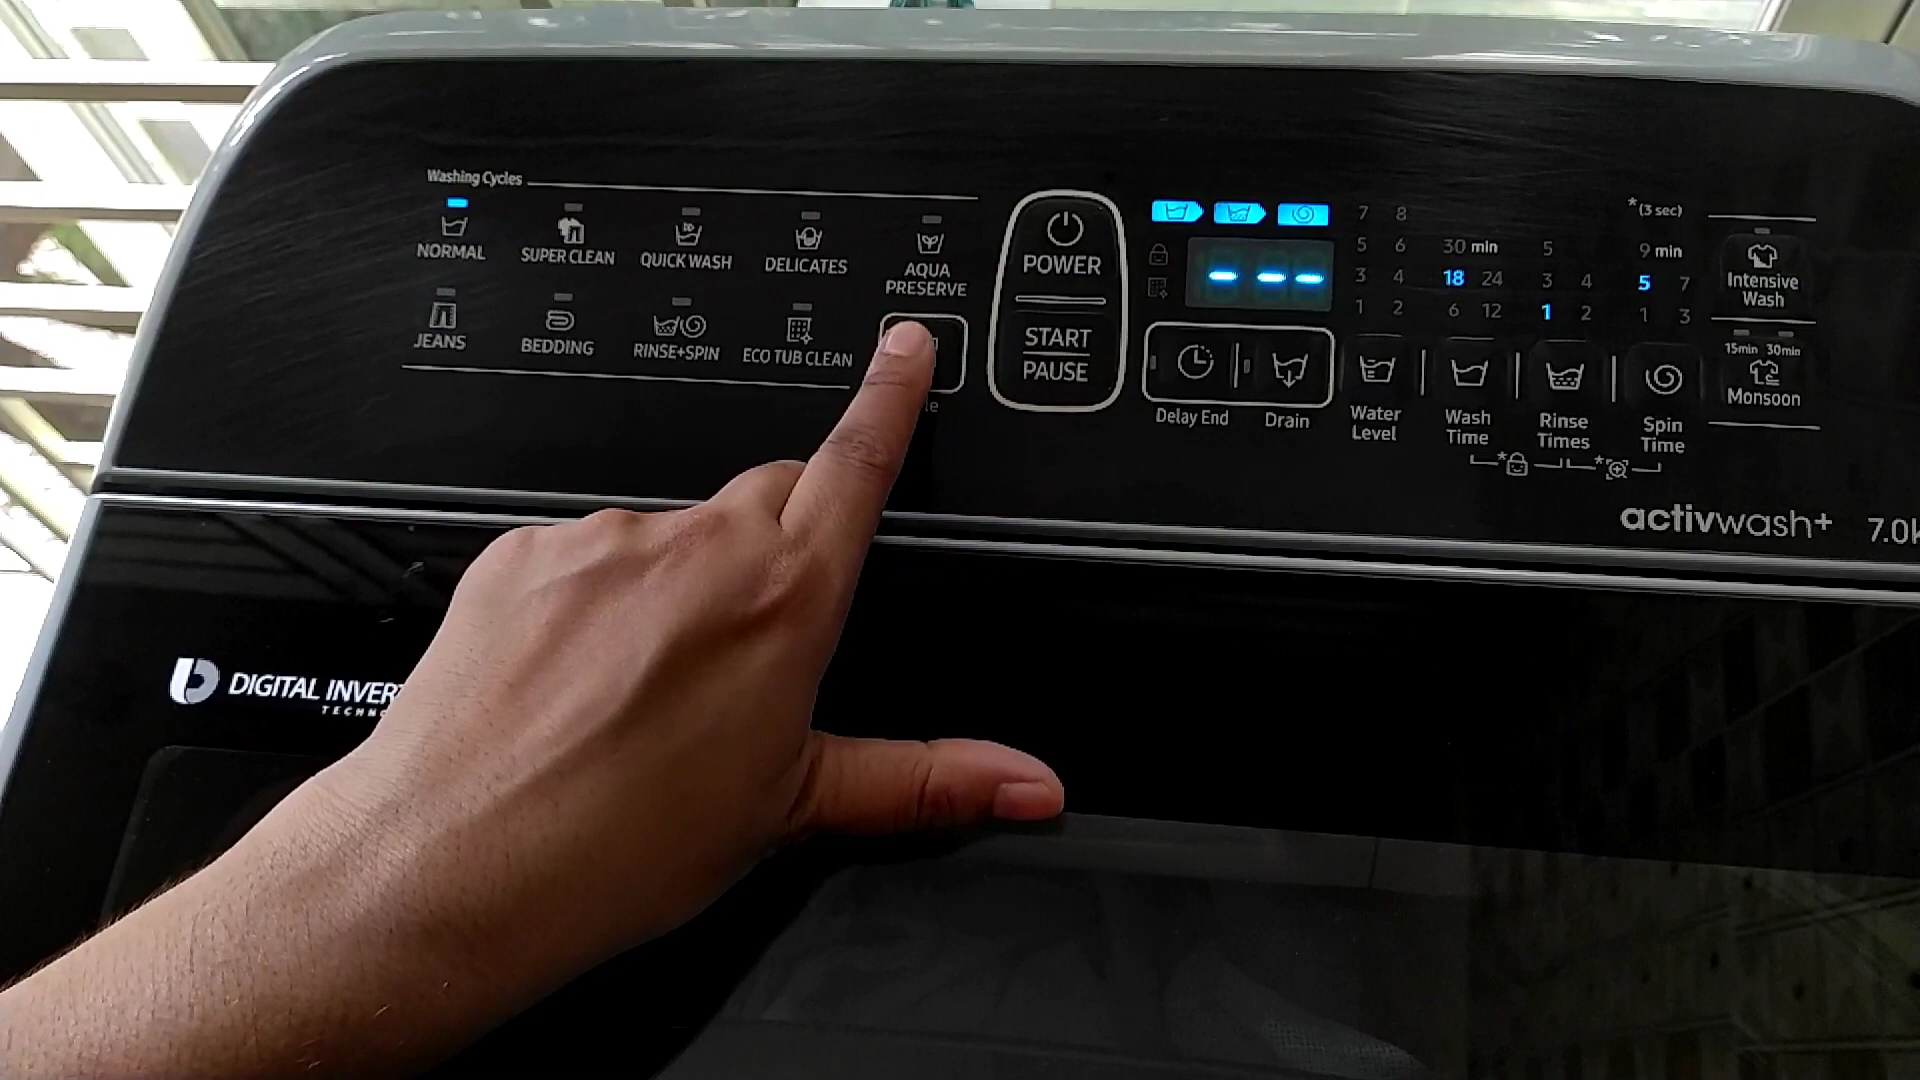 Washing Cycles
NORMAL
SUPER CLEAN
QUICK WASH
DELICATES
AQUA
PRESERVE
JEANS
BEDDING
RINSE+SPIN
ECO TUB CLEAN
POWER
START
PAUSE
- --
Delay End
Drain
7 8
5 6
3 4
1 2
Water
Level
30 min
18 24
6 12
Wash
Time
5
3 4
1 2
Rinse
Times
*(3 sec)
9 min
5 7
1 3
Spin
Time
Intensive
Wash
15min 30min
Monsoon
activwash+ 7.0
DIGITAL INVER
TECHN